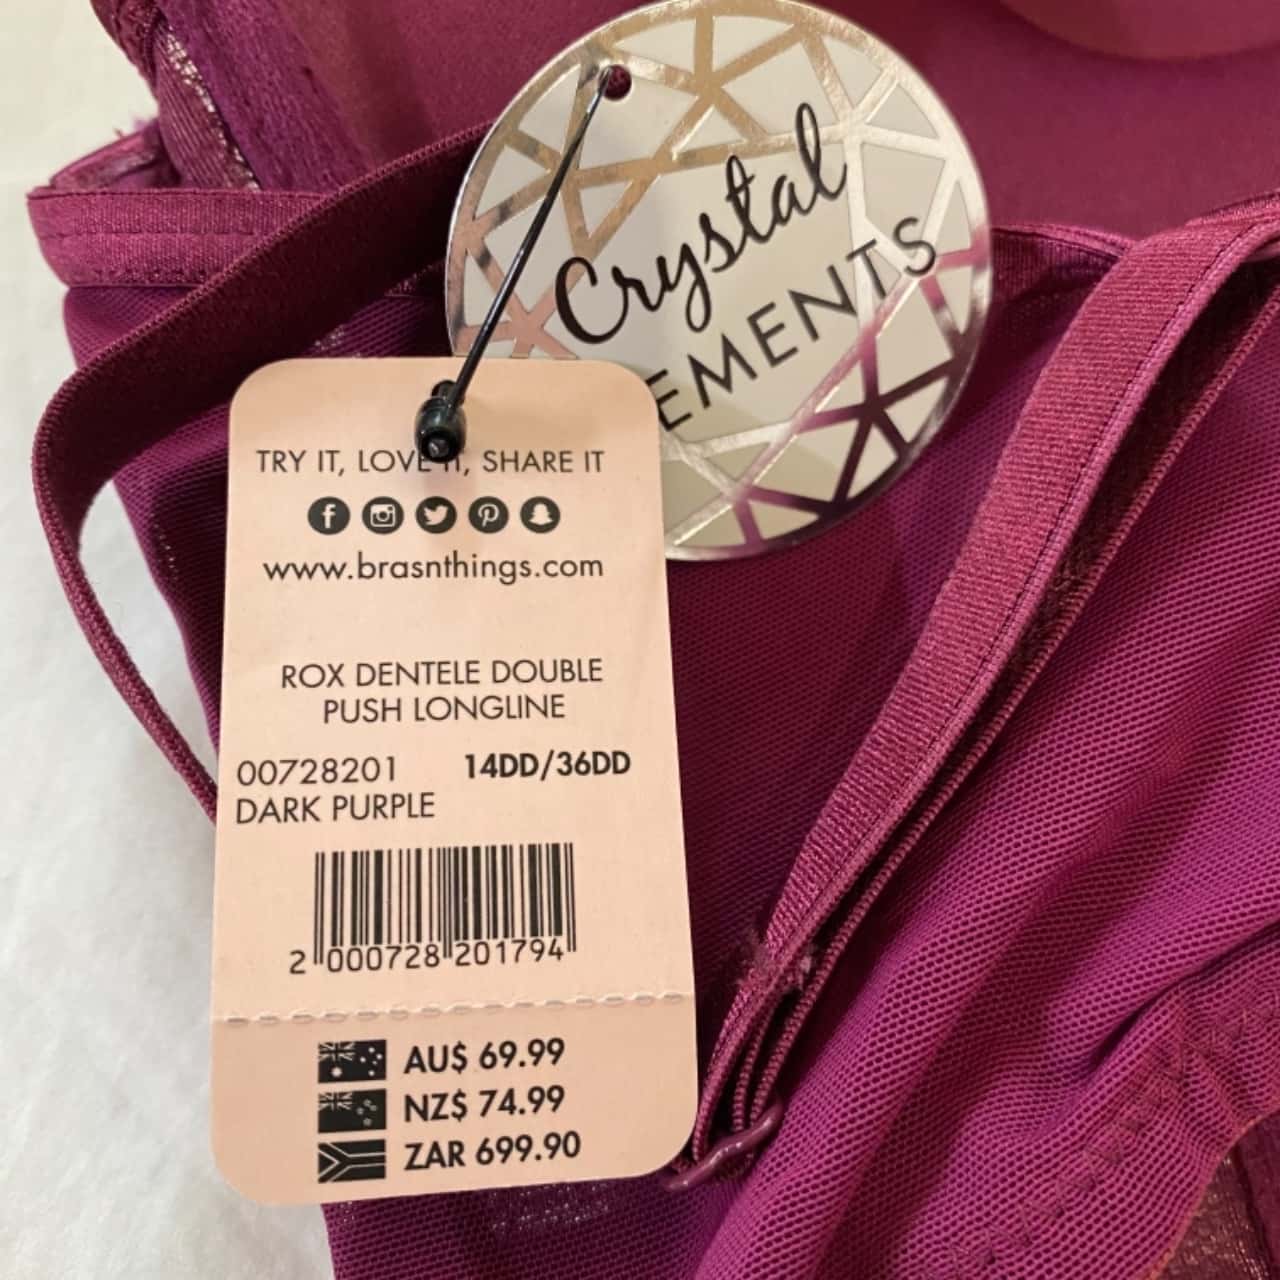 Crystal
EMENTS
TRY IT, LOVE IT, SHARE IT
www.brasnthings.com
ROX DENTELE DOUBLE
PUSH LONGLINE
00728201 14DD/36DD
DARK PURPLE
2 000728 201794
AU$ 69.99
NZ$ 74.99
ZAR 699.90